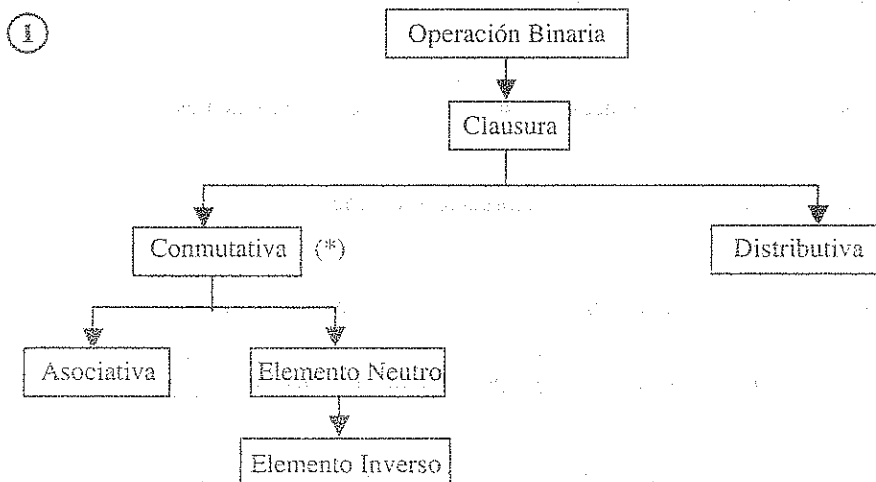 1
Operación Binaria
Clausura
Conmutativa (*)
Distributiva
Asociativa
Elemento Neutro
Elemento Inverso